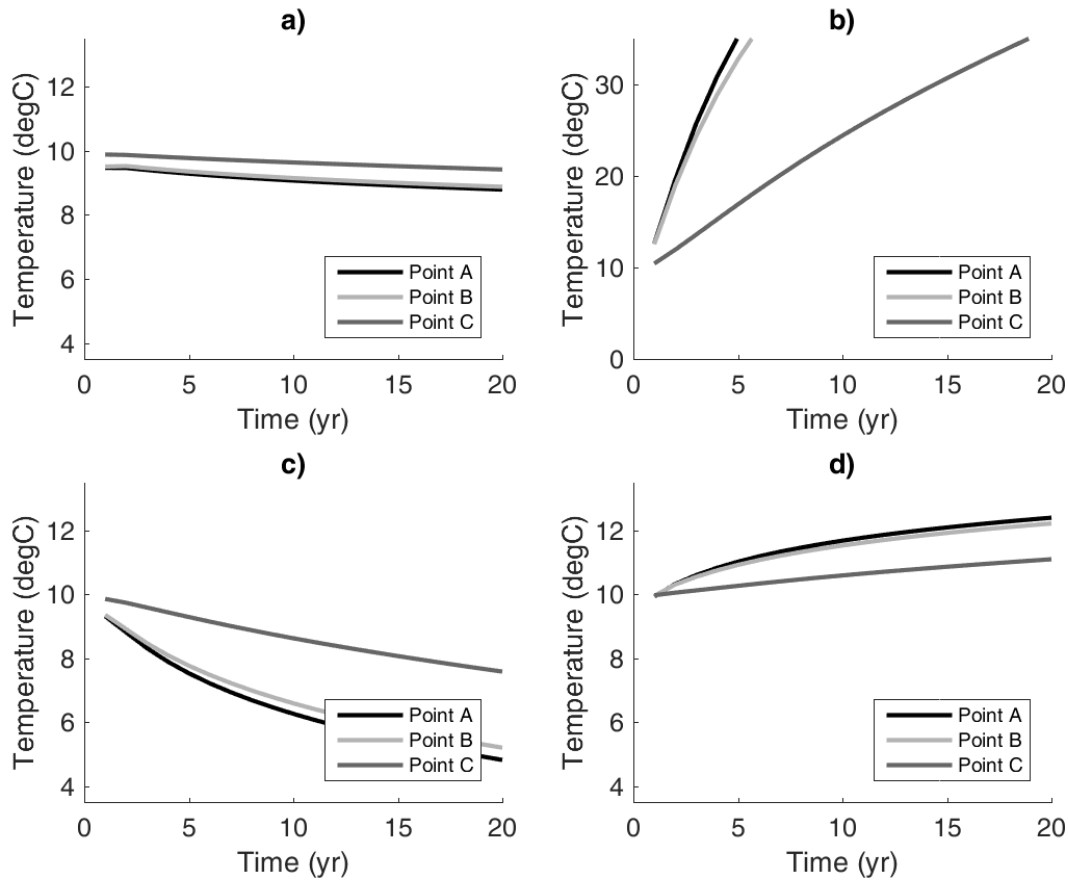 a)
Temperature (degC)
12
10
8
6
4
0 5 10 15 20
Time (yr)
Point A
Point B
Point C
b)
Temperature (degC)
30
20
10
0
0 5 10 15 20
Time (yr)
Point A
Point B
Point C
c)
Temperature (degC)
12
10
8
6
4
0 5 10 15 20
Time (yr)
Point A
Point B
Point C
d)
Temperature (degC)
12
10
8
6
4
0 5 10 15 20
Time (yr)
Point A
Point B
Point C